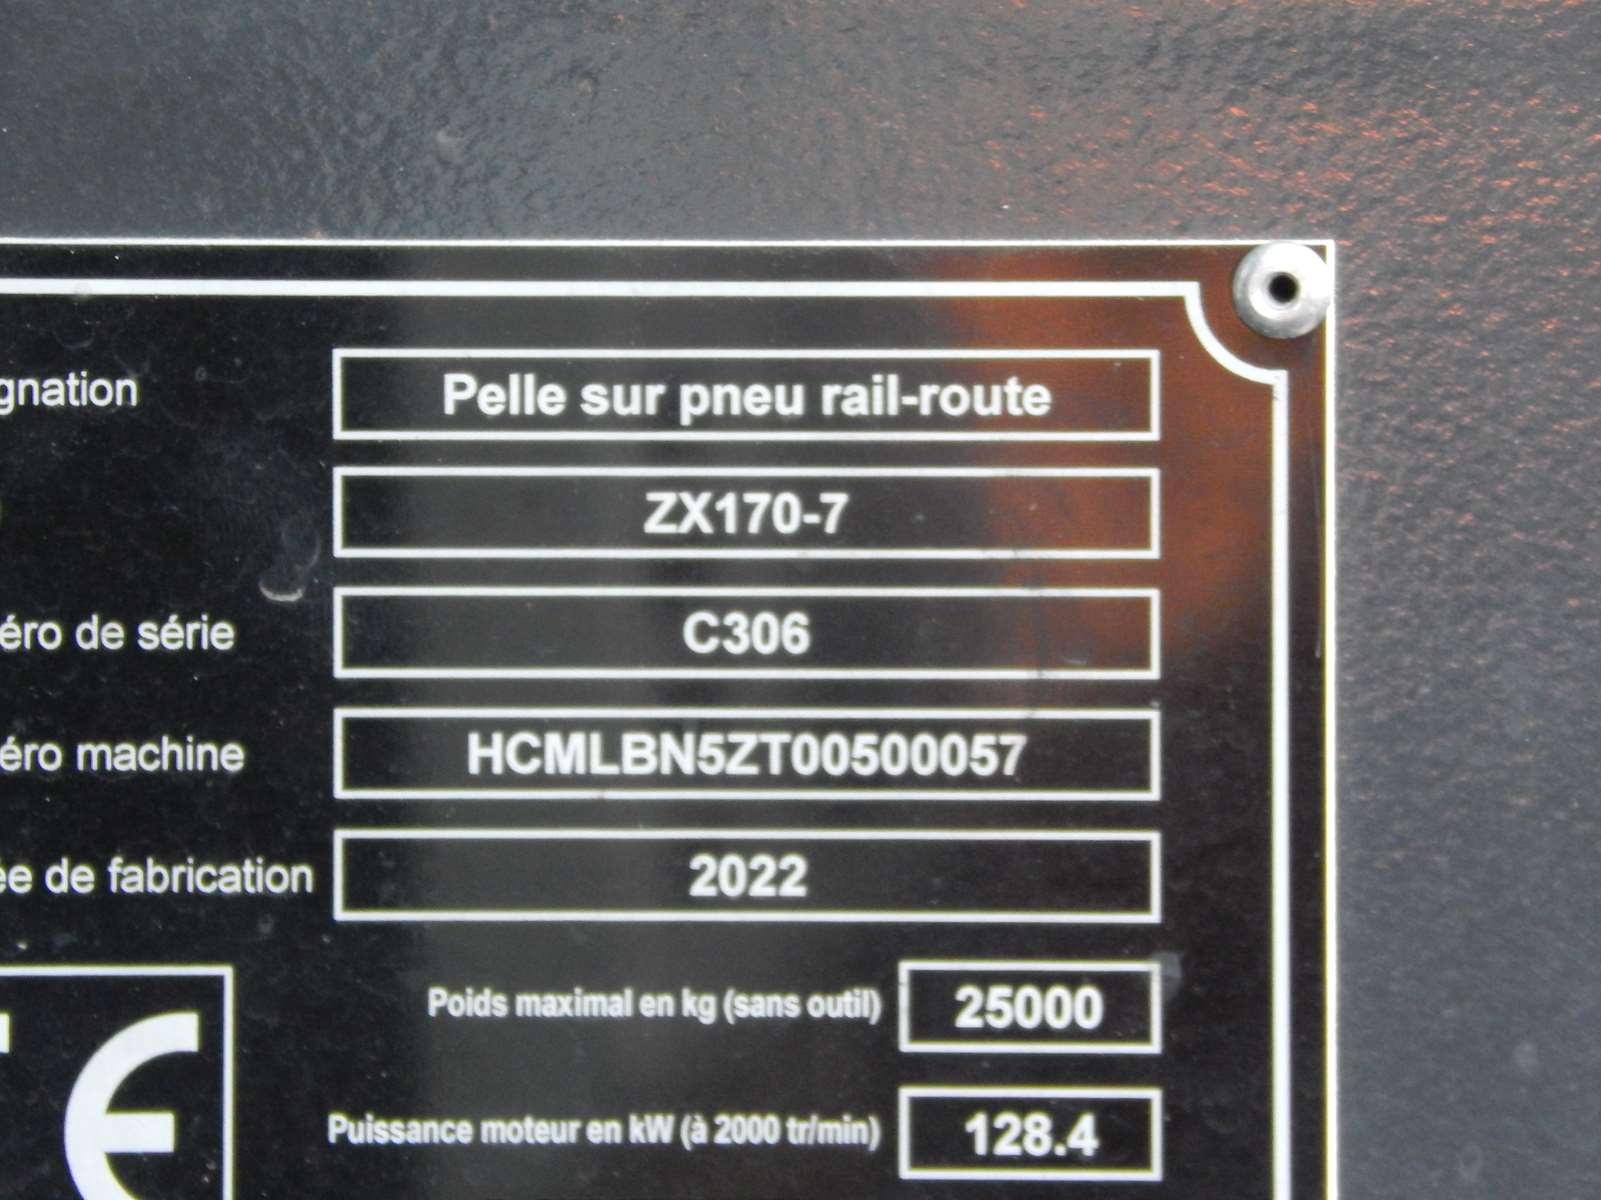 gnation Pelle sur pneu rail-route
ZX170-7
éro de série C306
éro machine HCMLBN5ZT00500057
ée de fabrication 2022
Poids maximal en kg (sans outil) 25000
CE
Puissance moteur en kW (à 2000 tr/min) 128.4